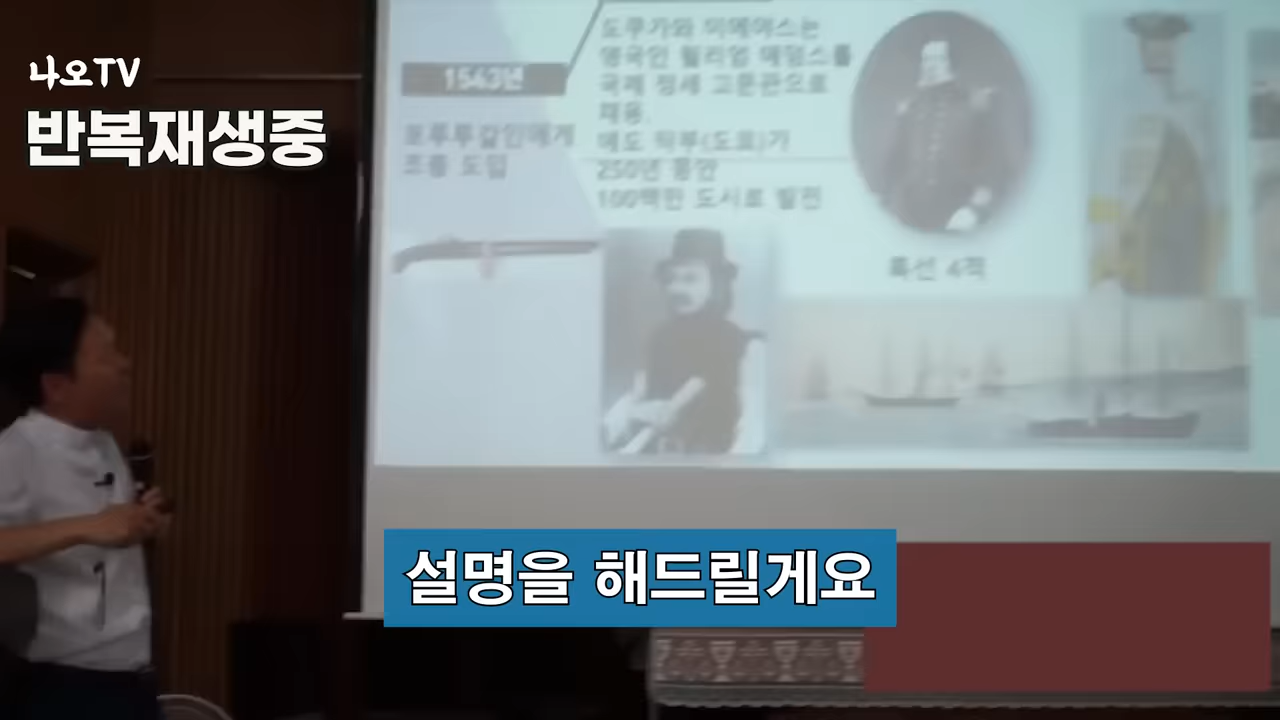 나오TV
반복재생중
1543년
포루투갈인에게
조총 도입
도쿠가와 이에야스는
영국인 윌리엄 애덤스를
국제 정세 고문관으로
채용.
에도 막부(도쿄)가
250년 동안
100백만 도시로 발전
흑선 4척
설명을 해드릴게요